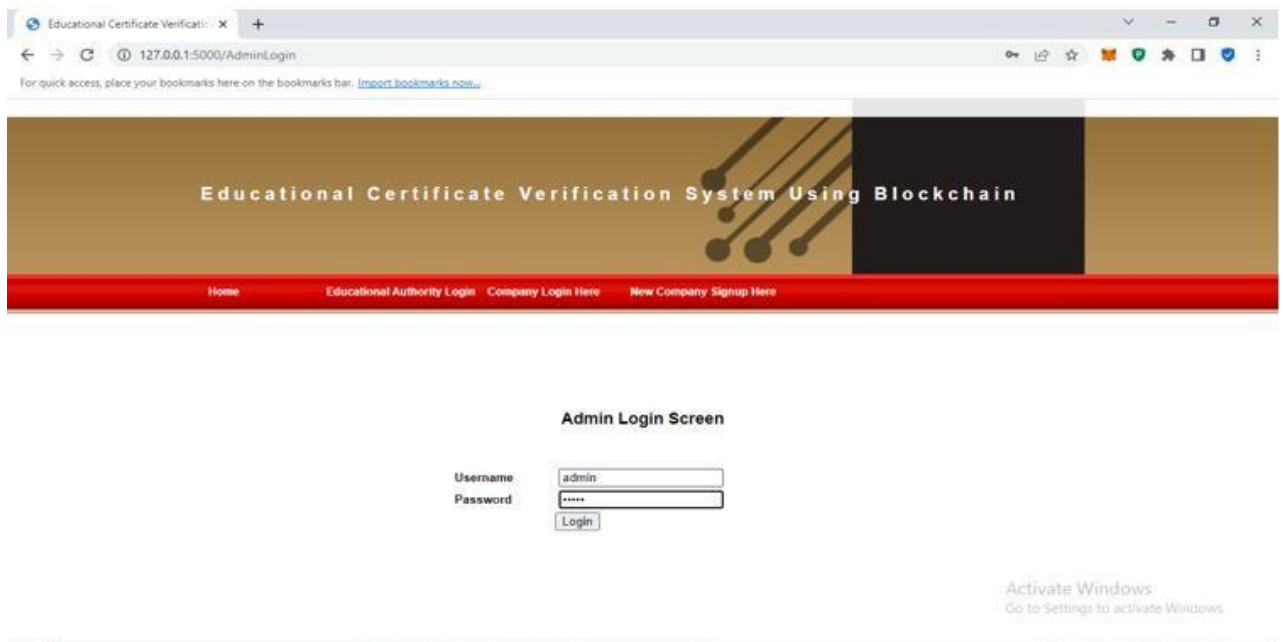 Educational Certificate Verificatic
127.0.0.1:5000/AdminLogin
For quick access, place your bookmarks here on the bookmarks bar. Import bookmarks now...
Educational Certificate Verification System Using Blockchain
Home Educational Authority Login Company Login Here New Company Signup Here
Admin Login Screen
Username admin
Password •••••
Login
Activate Windows
Go to Settings to activate Windows.